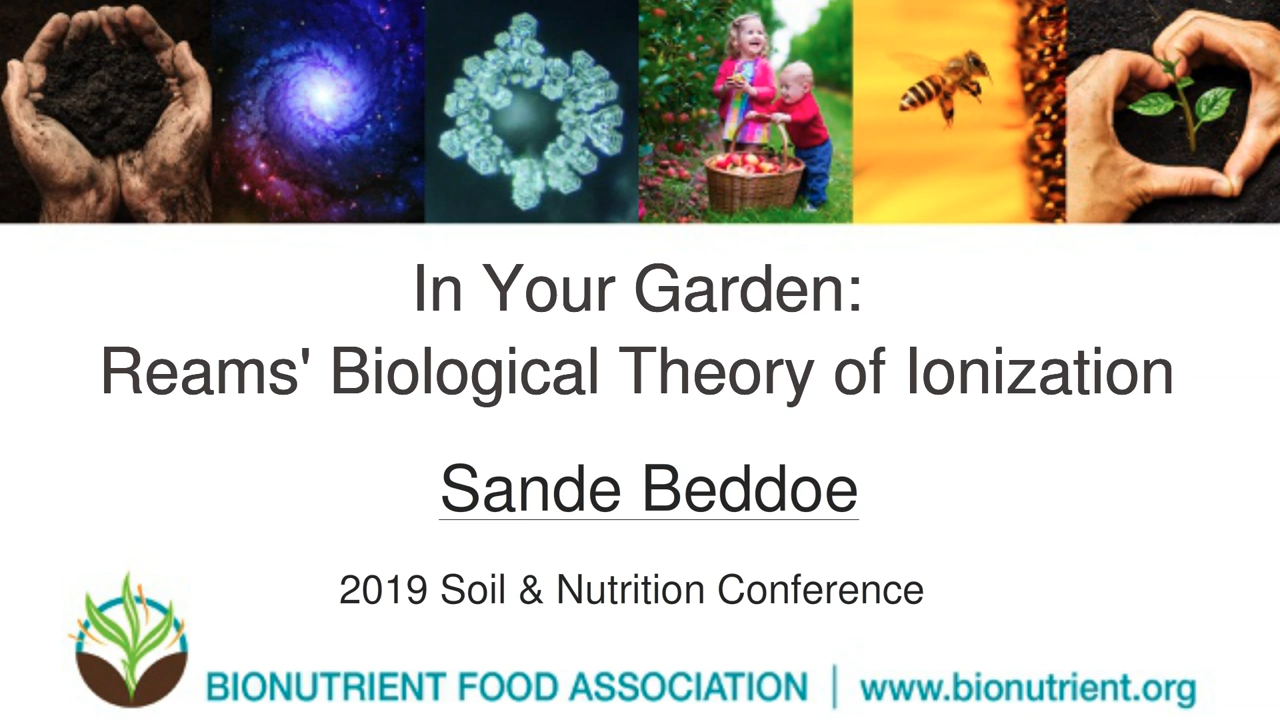 In Your Garden:
Reams' Biological Theory of Ionization
Sande Beddoe
2019 Soil & Nutrition Conference
BIONUTRIENT FOOD ASSOCIATION | www.bionutrient.org